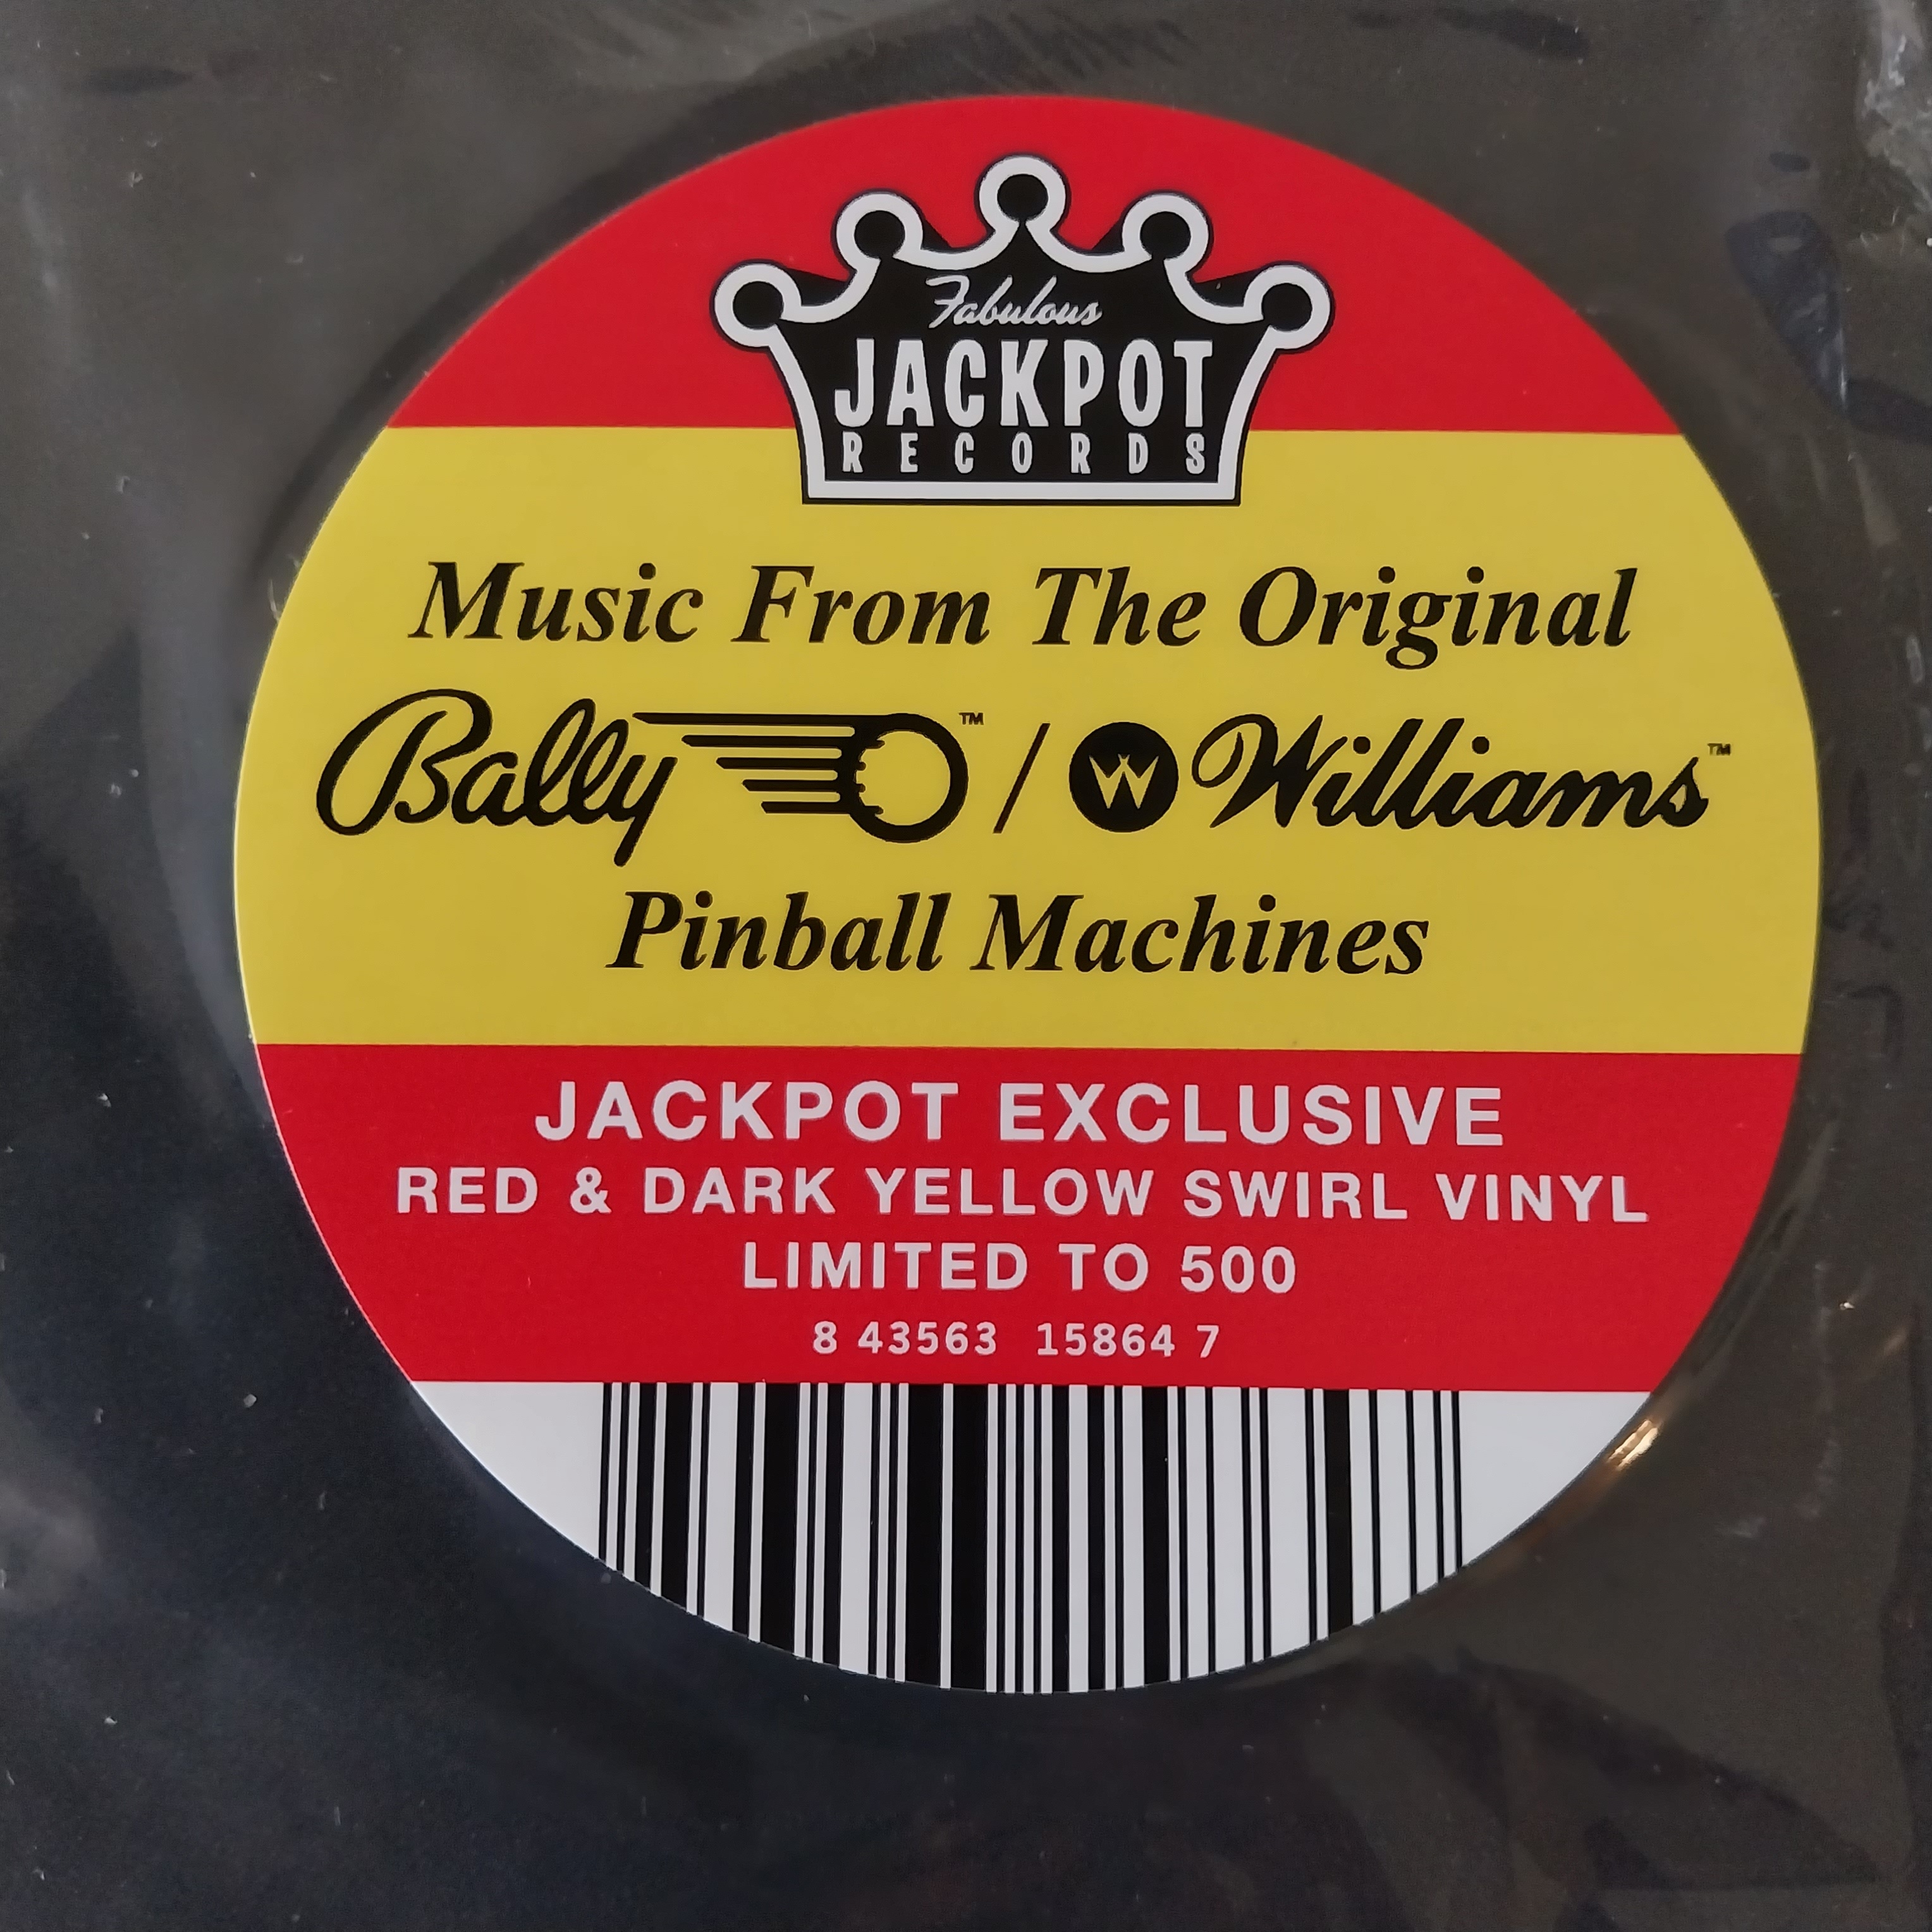 Fabulous
JACKPOT
RECORDS
Music From The Original
Bally™ / W Williams™
Pinball Machines
JACKPOT EXCLUSIVE
RED & DARK YELLOW SWIRL VINYL
LIMITED TO 500
8 43563 15864 7